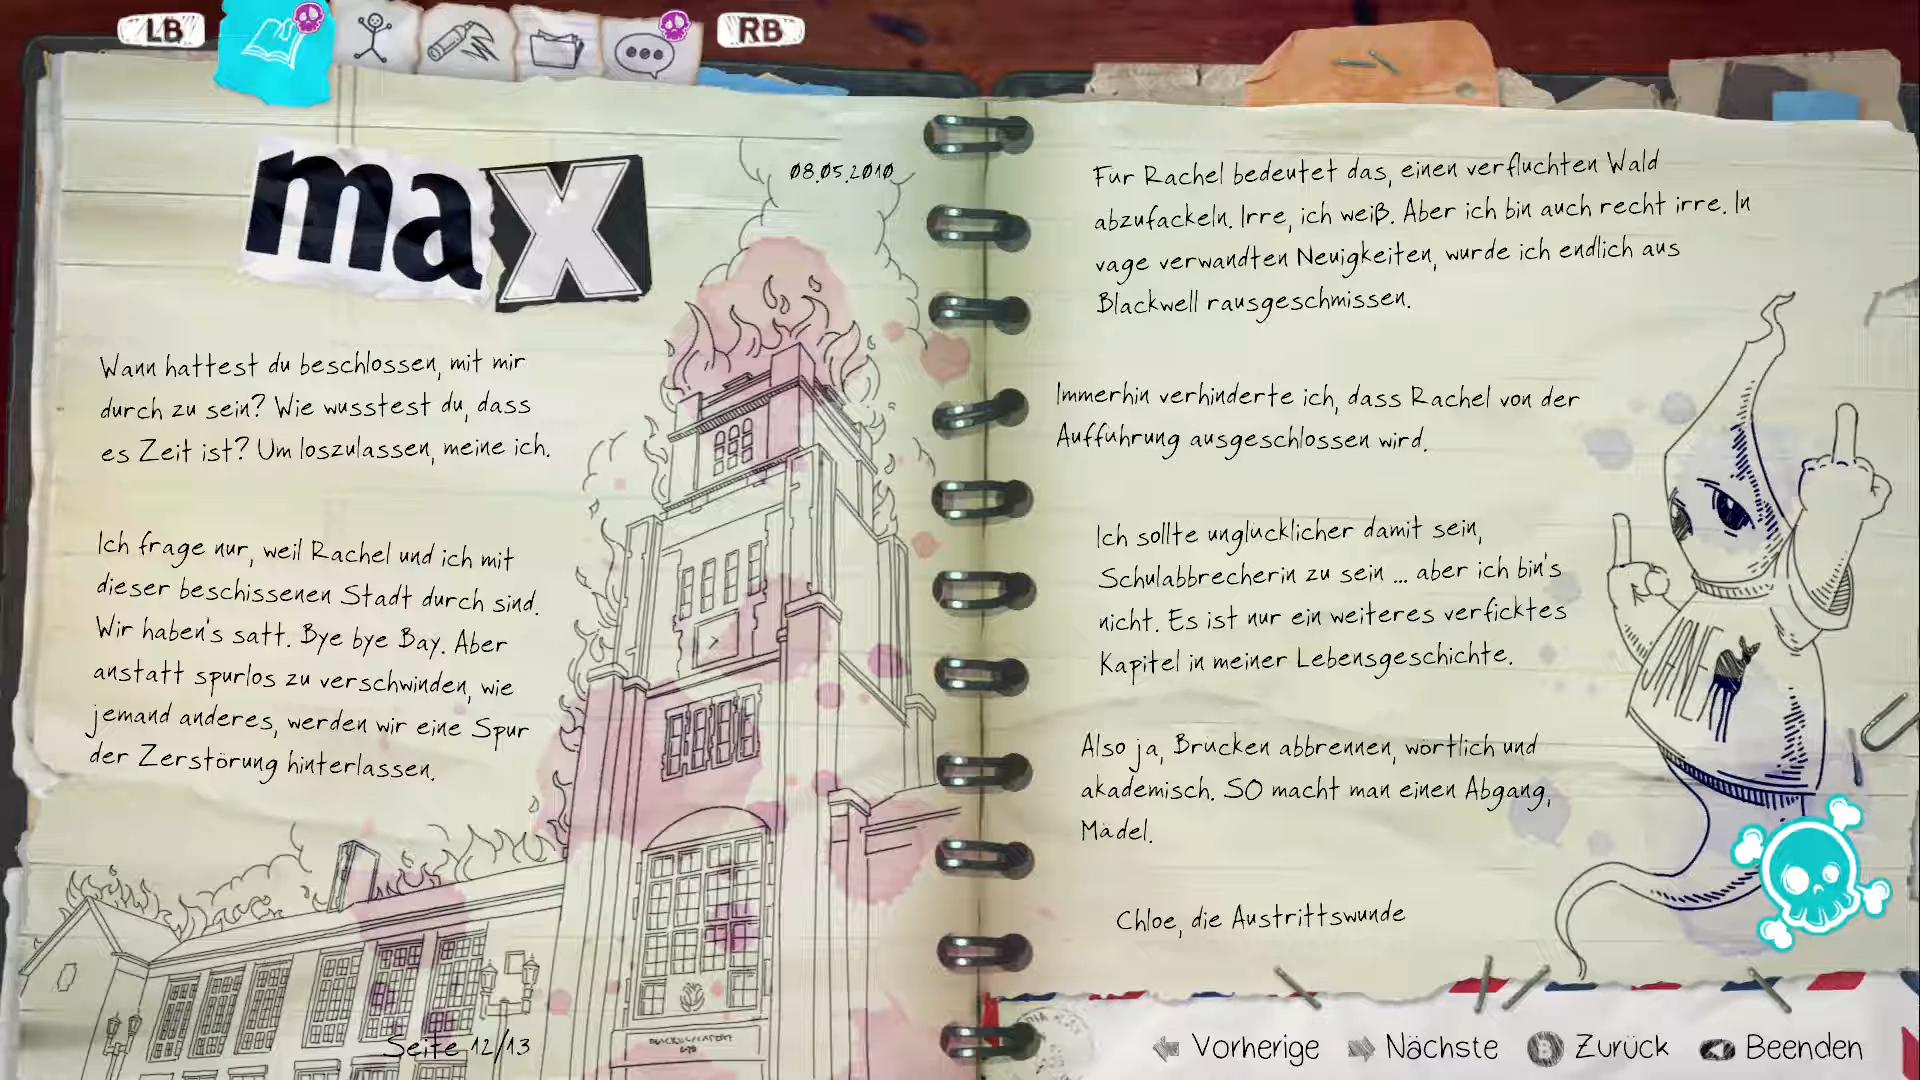 LB
RB
max
08.05.2010
Wann hattest du beschlossen, mit mir
durch zu sein? Wie wusstest du, dass
es Zeit ist? Um loszulassen, meine ich.
Ich frage nur, weil Rachel und ich mit
dieser beschissenen Stadt durch sind.
Wir haben's satt. Bye bye Bay. Aber
anstatt spurlos zu verschwinden, wie
jemand anderes, werden wir eine Spur
der Zerstörung hinterlassen.
Seite 12/13
Für Rachel bedeutet das, einen verfluchten Wald
abzufackeln. Irre, ich weiß. Aber ich bin auch recht irre. In
vage verwandten Neuigkeiten, wurde ich endlich aus
Blackwell rausgeschmissen.
Immerhin verhinderte ich, dass Rachel von der
Aufführung ausgeschlossen wird.
Ich sollte unglücklicher damit sein,
Schulabbrecherin zu sein ... aber ich bin's
nicht. Es ist nur ein weiteres verficktes
Kapitel in meiner Lebensgeschichte.
Also ja, Brücken abbrennen, wörtlich und
akademisch. SO macht man einen Abgang,
Mädel.
Chloe, die Austrittswunde
JANE
Vorherige
Nächste
B Zurück
Beenden